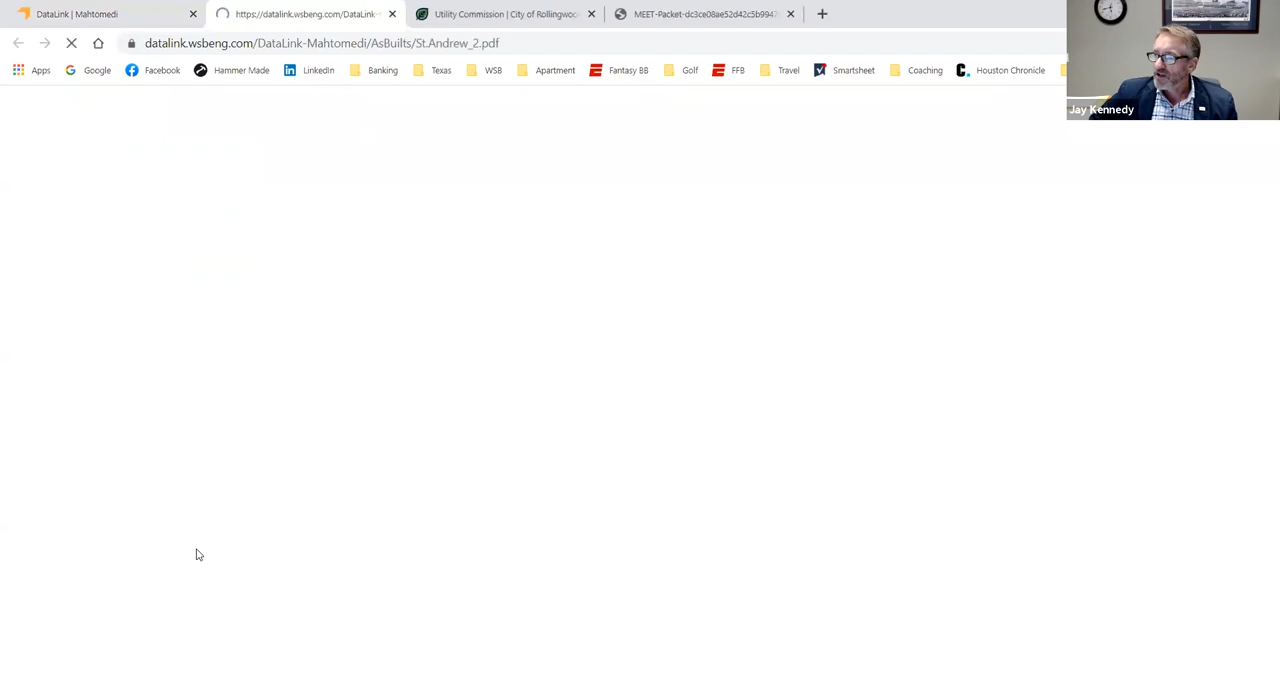 DataLink | Mahtomedi
https://datalink.wsbeng.com/DataLink-
Utility Commission | City of Rollingwoo
MEET-Packet-dc3ce08ae52d42c5b9942
datalink.wsbeng.com/DataLink-Mahtomedi/AsBuilts/St.Andrew_2.pdf
Apps Google Facebook Hammer Made LinkedIn Banking Texas WSB Apartment Fantasy BB Golf FFB Travel Smartsheet Coaching Houston Chronicle
Jay Kennedy